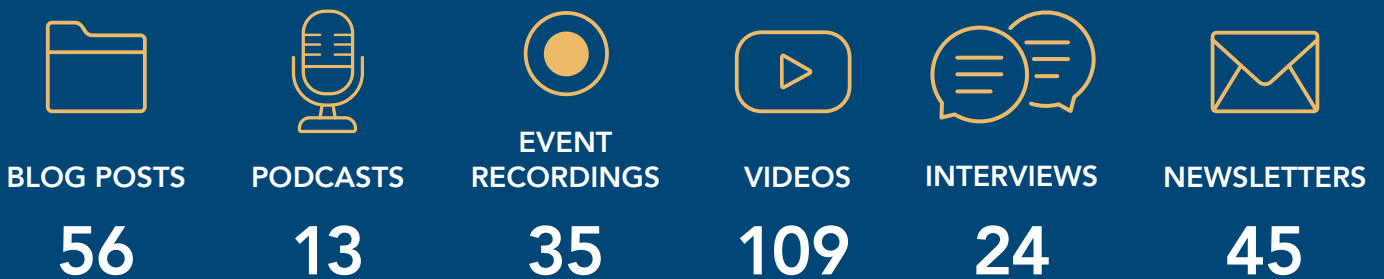 BLOG POSTS
56
PODCASTS
13
EVENT
RECORDINGS
35
VIDEOS
109
INTERVIEWS
24
NEWSLETTERS
45